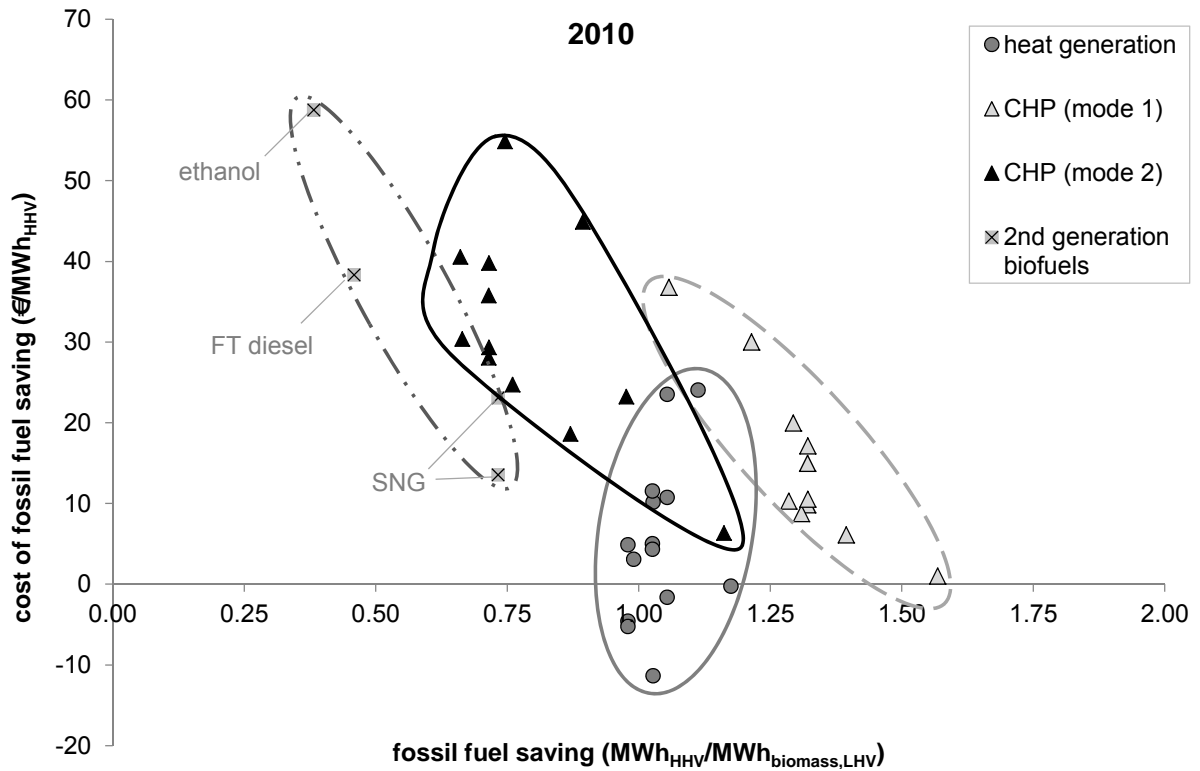 2010
70
60
50
40
30
20
10
0
-10
-20
cost of fossil fuel saving (€/MWhHHV)
0.00 0.25 0.50 0.75 1.00 1.25 1.50 1.75 2.00
fossil fuel saving (MWhHHV/MWhbiomass,LHV)
ethanol
FT diesel
SNG
heat generation
CHP (mode 1)
CHP (mode 2)
2nd generation
biofuels